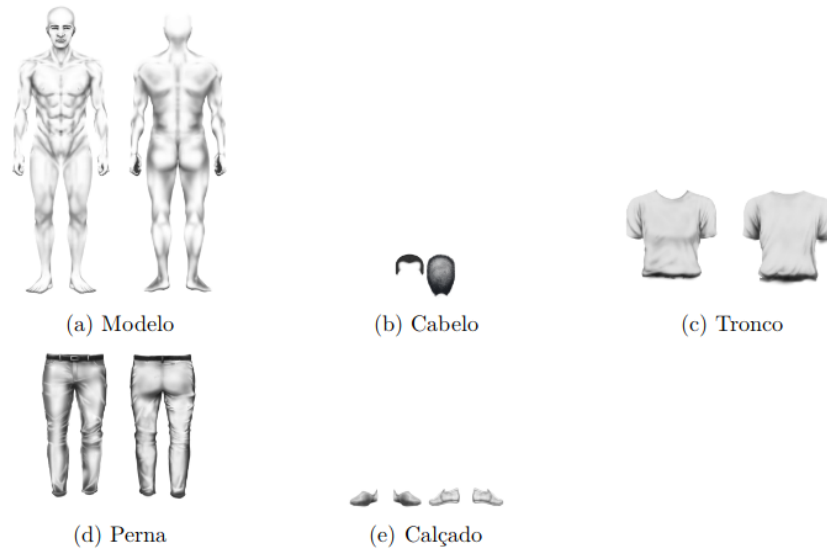 (a) Modelo
(b) Cabelo
(c) Tronco
(d) Perna
(e) Calçado